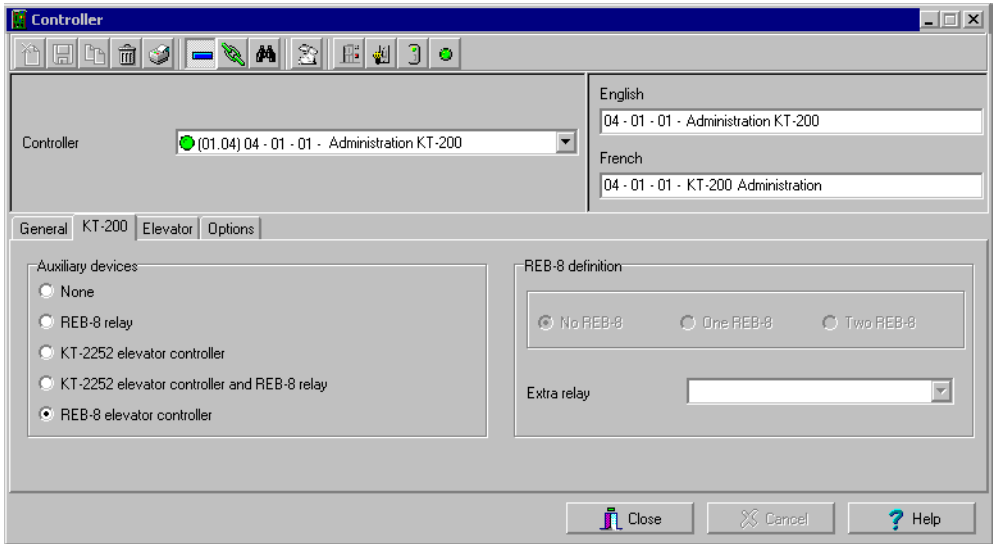 Controller
English
04 - 01 - 01 - Administration KT-200
Controller
(01.04) 04 - 01 - 01 - Administration KT-200
French
04 - 01 - 01 - KT-200 Administration
General KT-200 Elevator Options
Auxiliary devices
None
REB-8 relay
KT-2252 elevator controller
KT-2252 elevator controller and REB-8 relay
REB-8 elevator controller
REB-8 definition
No REB-8 One REB-8 Two REB-8
Extra relay
Close Cancel Help